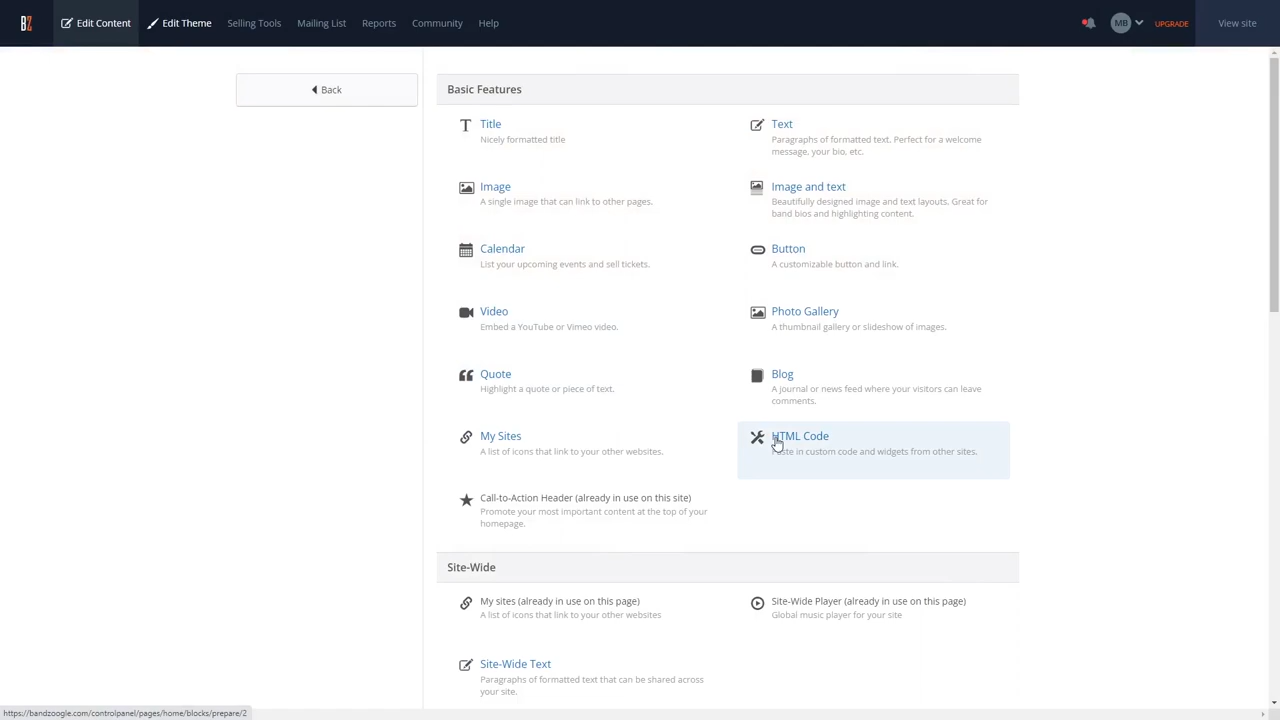 BZ Edit Content Edit Theme Selling Tools Mailing List Reports Community Help MB UPGRADE View site
Back
Basic Features
Title
Nicely formatted title
Text
Paragraphs of formatted text. Perfect for a welcome
message, your bio, etc.
Image
A single image that can link to other pages.
Image and text
Beautifully designed image and text layouts. Great for
band bios and highlighting content.
Calendar
List your upcoming events and sell tickets.
Button
A customizable button and link.
Video
Embed a YouTube or Vimeo video.
Photo Gallery
A thumbnail gallery or slideshow of images.
Quote
Highlight a quote or piece of text.
Blog
A journal or news feed where your visitors can leave
comments.
My Sites
A list of icons that link to your other websites.
HTML Code
Paste in custom code and widgets from other sites.
Call-to-Action Header (already in use on this site)
Promote your most important content at the top of your
homepage.
Site-Wide
My sites (already in use on this page)
A list of icons that link to your other websites
Site-Wide Player (already in use on this page)
Global music player for your site
Site-Wide Text
Paragraphs of formatted text that can be shared across
your site.
https://bandzoogle.com/controlpanel/pages/home/blocks/prepare/2